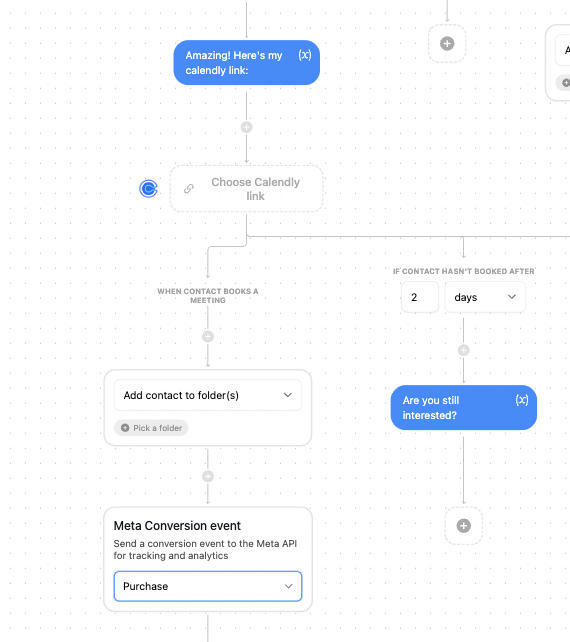 Amazing! Here's my
calendly link:
(x)
A
Choose Calendly
link
WHEN CONTACT BOOKS A
MEETING
IF CONTACT HASN'T BOOKED AFTER
2
days
Add contact to folder(s)
Pick a folder
Are you still
interested?
(x)
Meta Conversion event
Send a conversion event to the Meta API
for tracking and analytics
Purchase